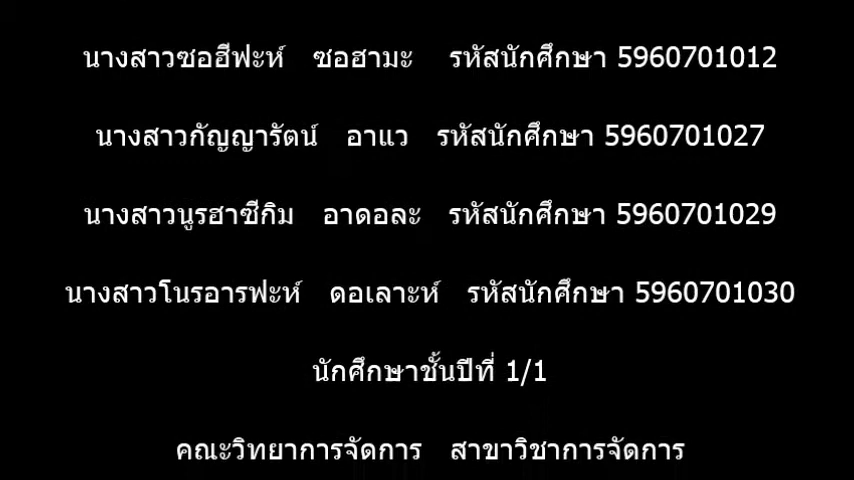 นางสาวซอฮีฟะห์ ซอฮามะ รหัสนักศึกษา 5960701012
นางสาวกัญญารัตน์ อาแว รหัสนักศึกษา 5960701027
นางสาวนูรฮาซีกิม อาดอละ รหัสนักศึกษา 5960701029
นางสาวโนรอารฟะห์ ดอเลาะห์ รหัสนักศึกษา 5960701030
นักศึกษาชั้นปีที่ 1/1
คณะวิทยาการจัดการ สาขาวิชาการจัดการ